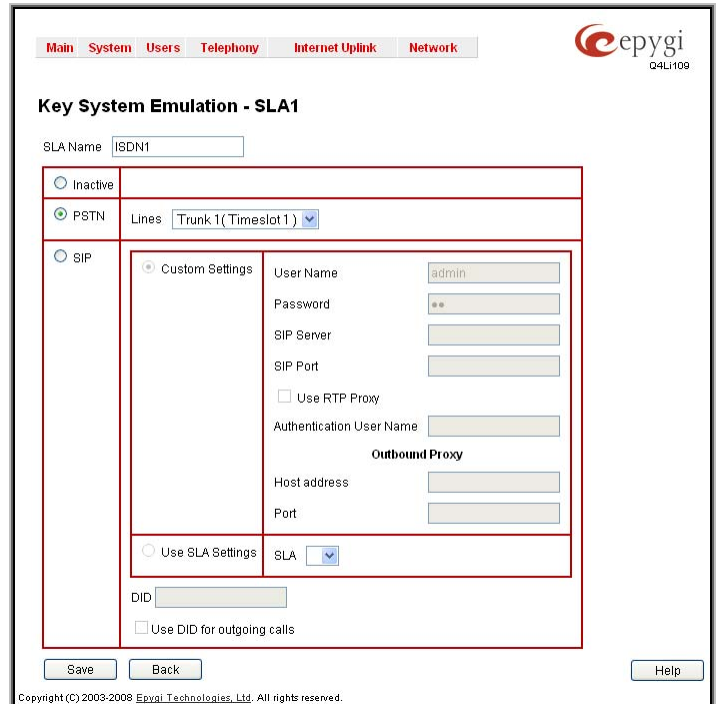 Main System Users Telephony Internet Uplink Network
epygi
Q4Li109
Key System Emulation - SLA1
SLA Name ISDN1
Inactive
PSTN Lines Trunk 1( Timeslot 1 )
SIP
Custom Settings
User Name admin
Password ●●
SIP Server
SIP Port
Use RTP Proxy
Authentication User Name
Outbound Proxy
Host address
Port
Use SLA Settings SLA
DID
Use DID for outgoing calls
Save Back Help
Copyright (C) 2003-2008 Epygi Technologies, Ltd. All rights reserved.